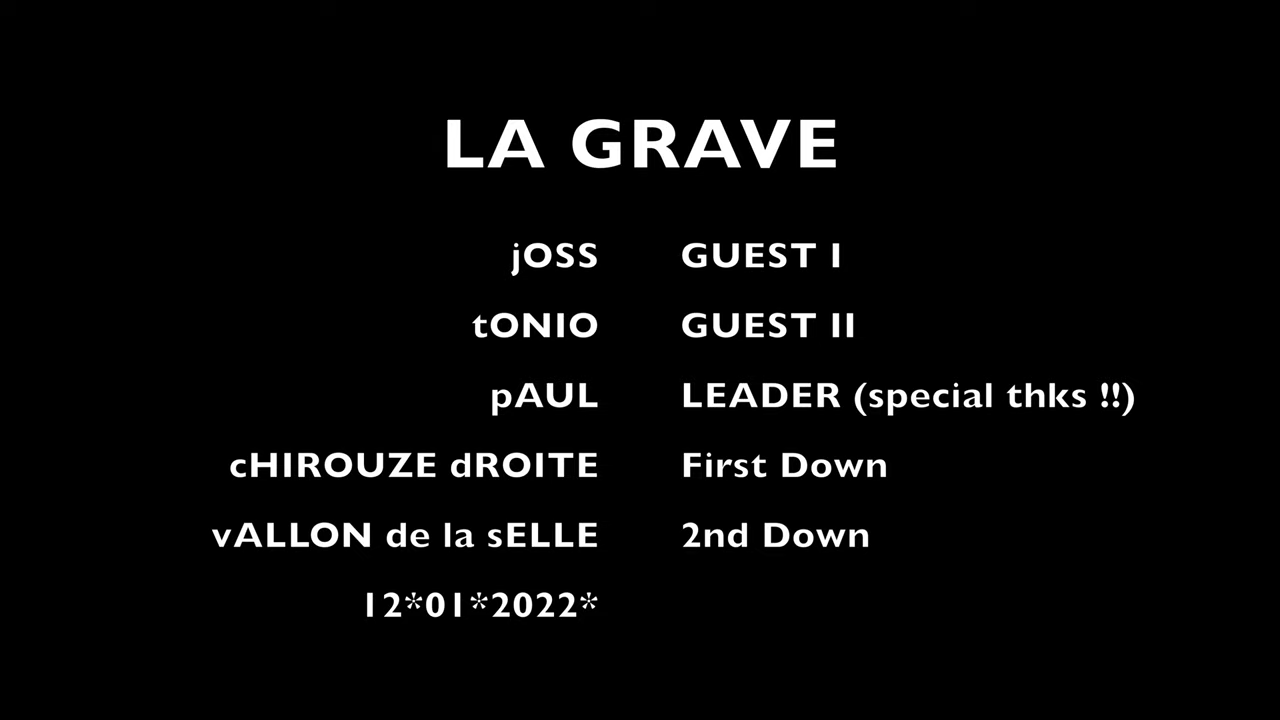 LA GRAVE
jOSS GUEST I
tONIO GUEST II
pAUL LEADER (special thks !!)
cHIROUZE dROITE First Down
vALLON de la sELLE 2nd Down
12*01*2022*